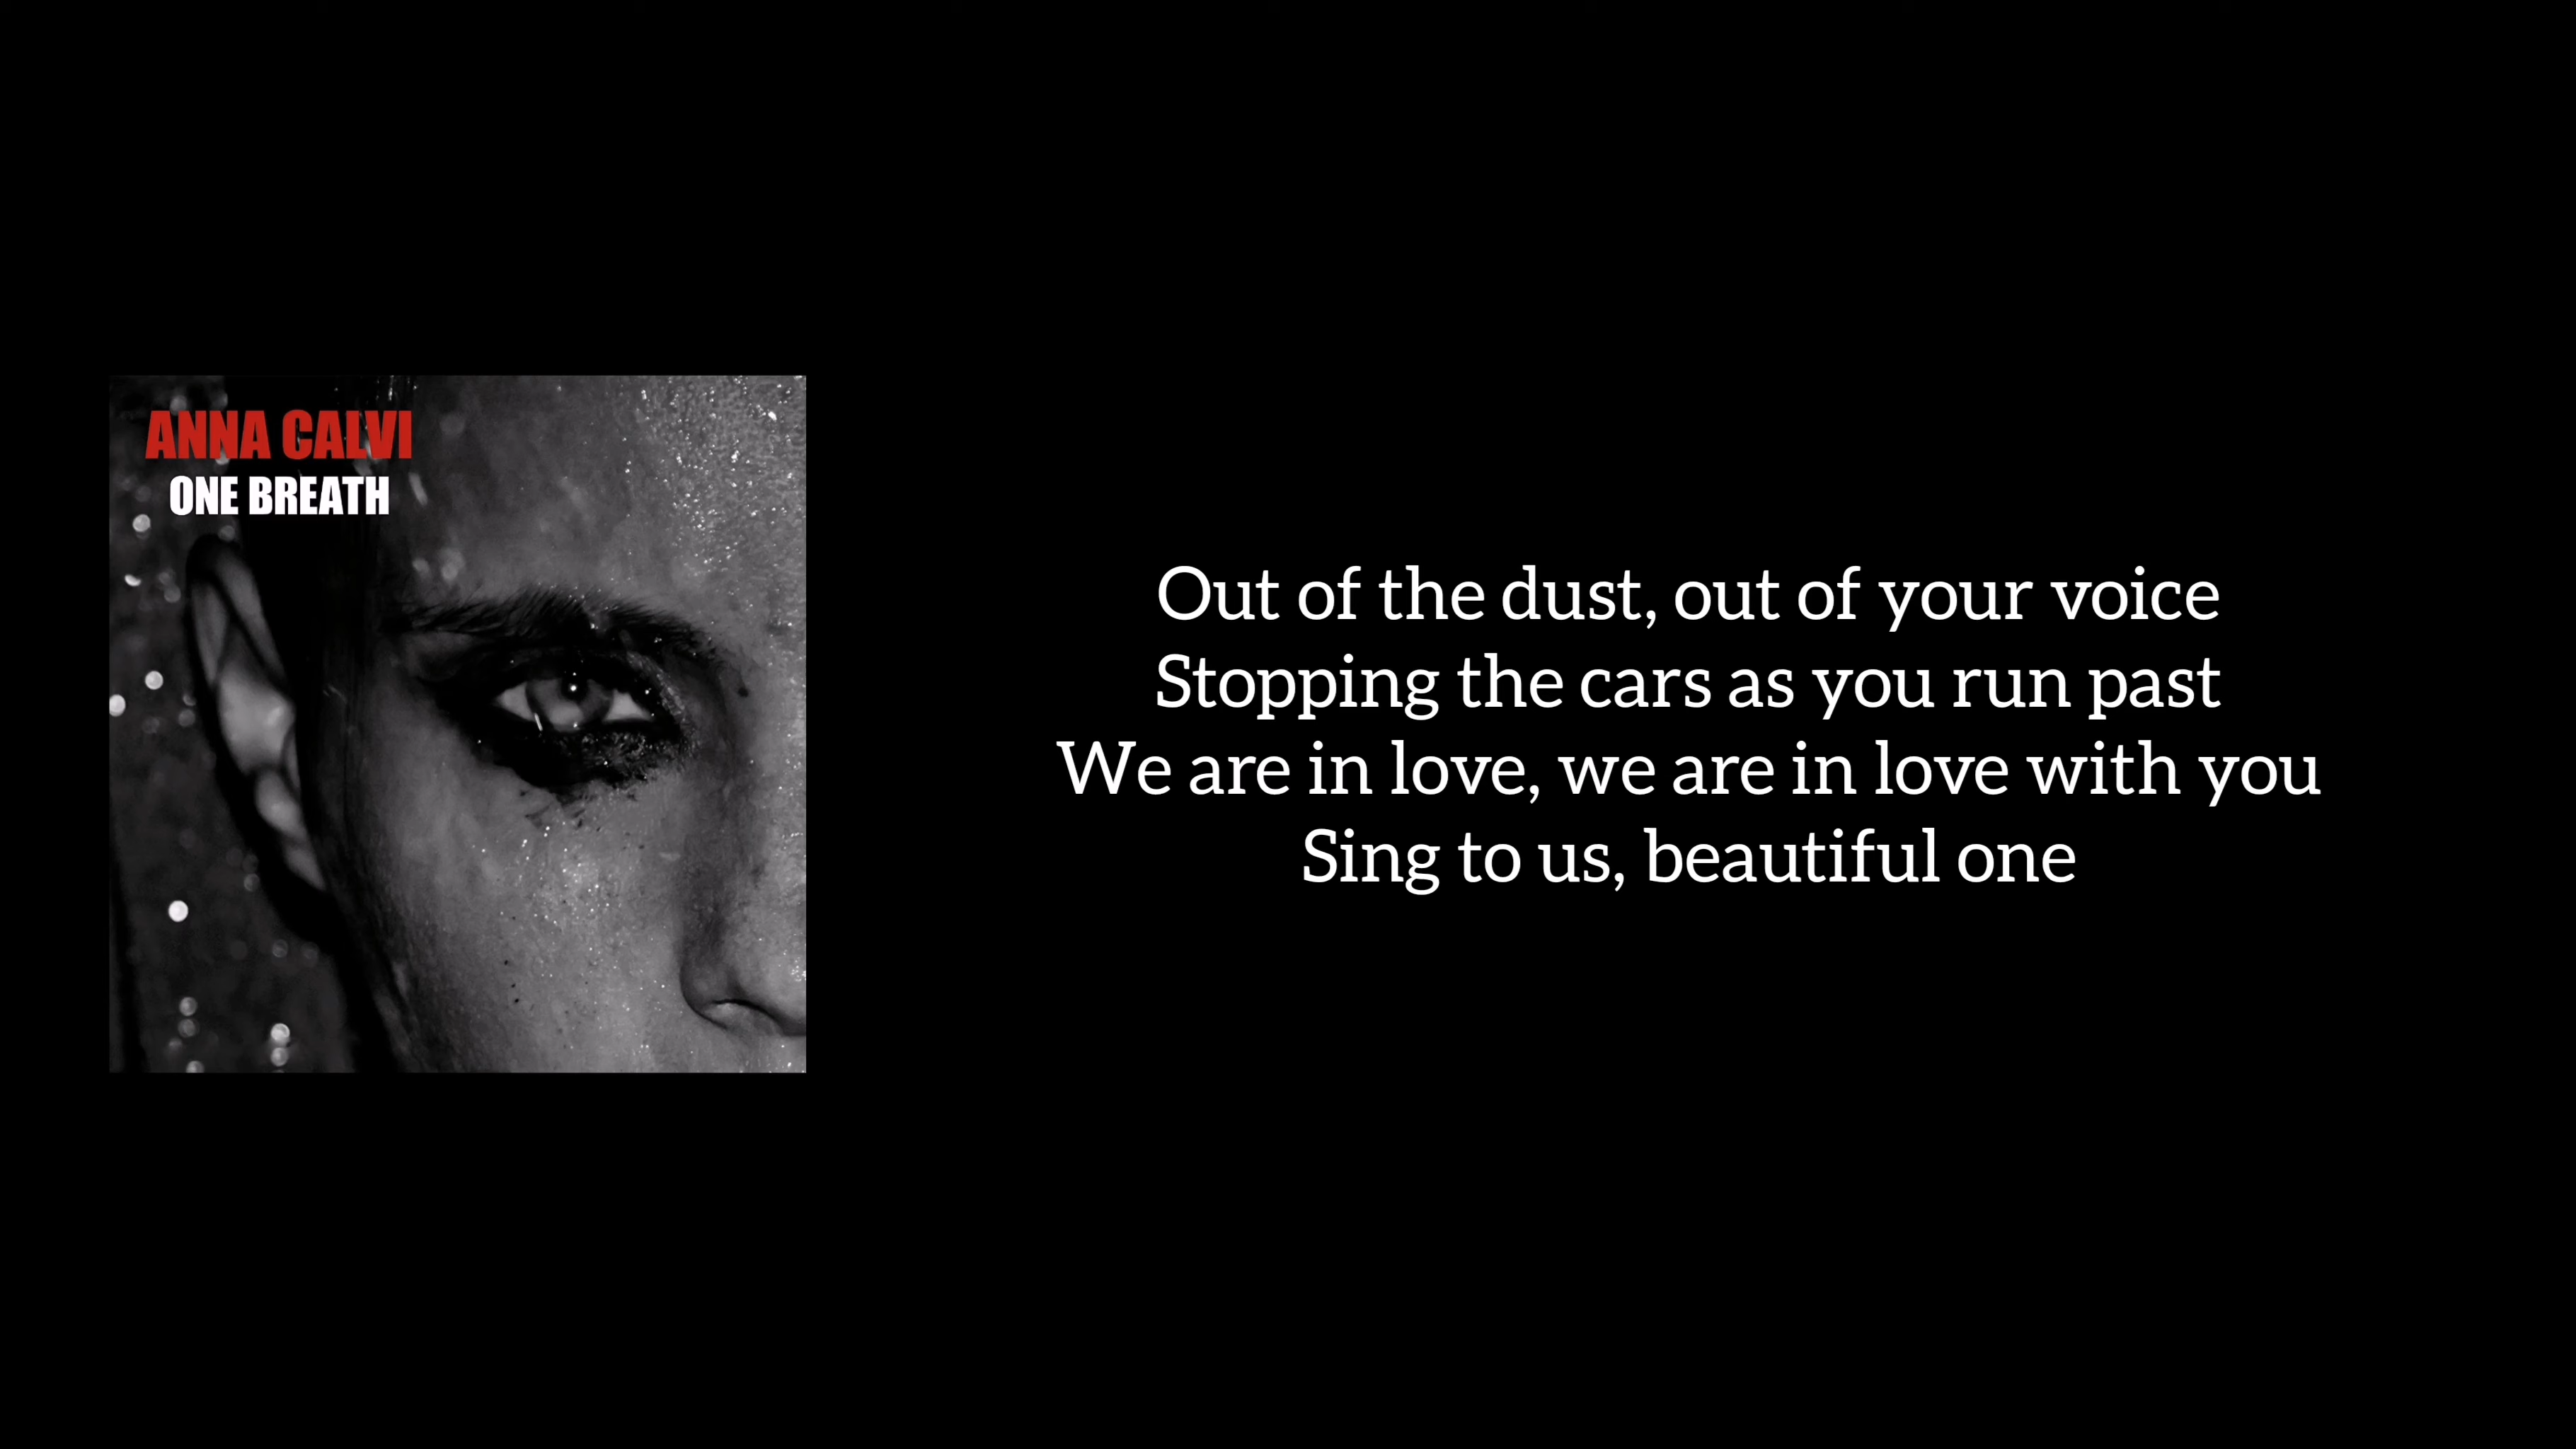 ANNA CALVI
ONE BREATH
Out of the dust, out of your voice
Stopping the cars as you run past
We are in love, we are in love with you
Sing to us, beautiful one